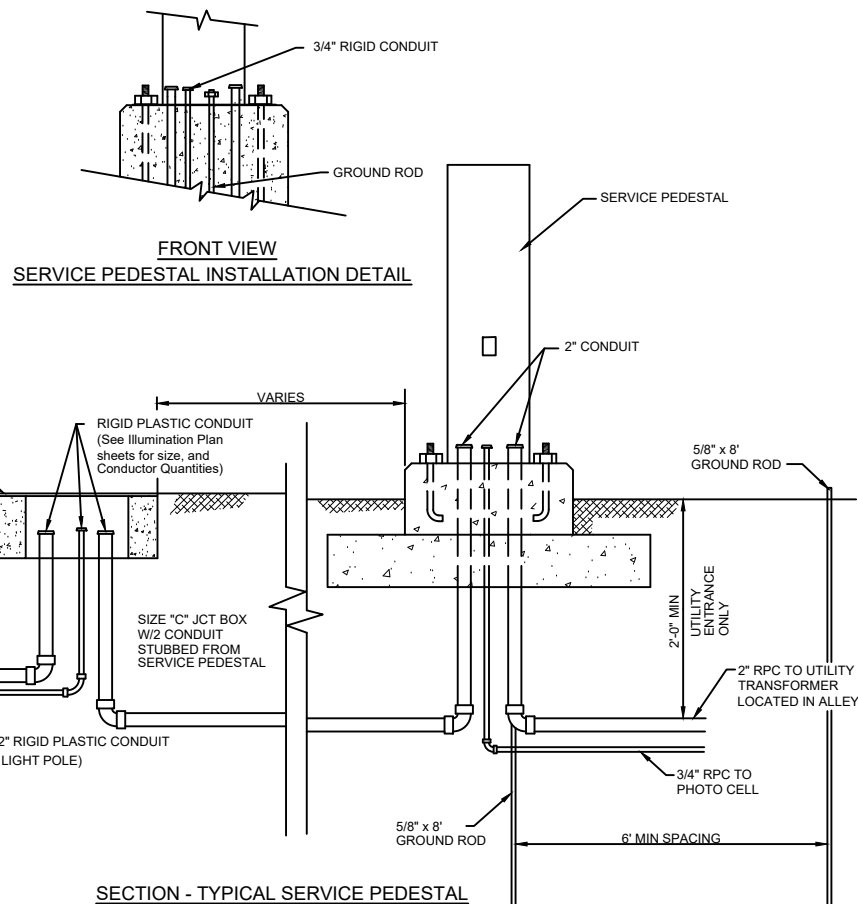 3/4" RIGID CONDUIT
GROUND ROD
FRONT VIEW
SERVICE PEDESTAL INSTALLATION DETAIL
SERVICE PEDESTAL
2" CONDUIT
VARIES
RIGID PLASTIC CONDUIT
(See Illumination Plan
sheets for size, and
Conductor Quantities)
5/8" x 8'
GROUND ROD
SIZE "C" JCT BOX
W/2 CONDUIT
STUBBED FROM
SERVICE PEDESTAL
2'-0" MIN
UTILITY
ENTRANCE
ONLY
2" RPC TO UTILITY
TRANSFORMER
LOCATED IN ALLEY
2" RIGID PLASTIC CONDUIT
LIGHT POLE)
3/4" RPC TO
PHOTO CELL
5/8" x 8'
GROUND ROD
6' MIN SPACING
SECTION - TYPICAL SERVICE PEDESTAL